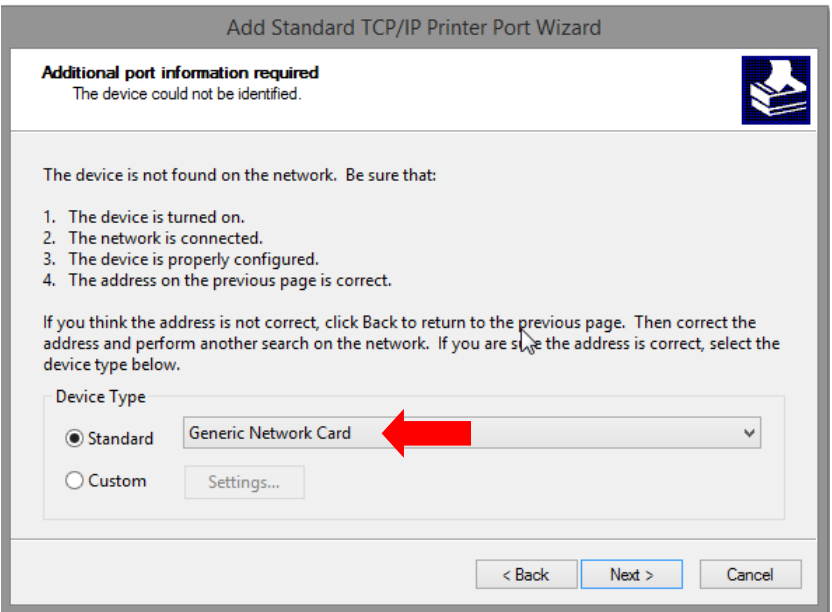 Add Standard TCP/IP Printer Port Wizard
Additional port information required
The device could not be identified.
The device is not found on the network.  Be sure that:
1.  The device is turned on.
2.  The network is connected.
3.  The device is properly configured.
4.  The address on the previous page is correct.
If you think the address is not correct, click Back to return to the previous page.  Then correct the
address and perform another search on the network.  If you are sure the address is correct, select the
device type below.
Device Type
Standard
Generic Network Card
Custom
Settings...
< Back
Next >
Cancel